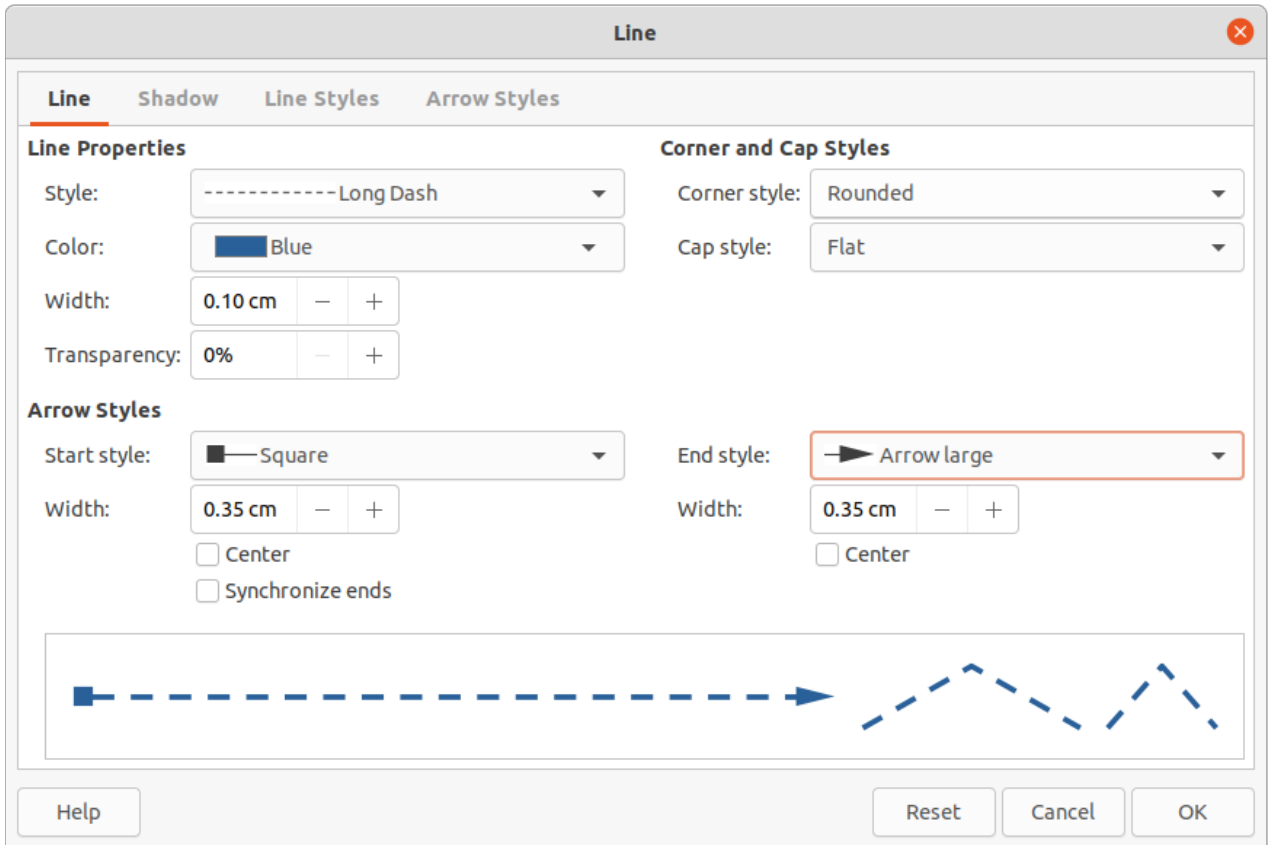 Line
Line Shadow Line Styles Arrow Styles
Line Properties
Style: Long Dash
Color: Blue
Width: 0.10 cm
Transparency: 0%
Corner and Cap Styles
Corner style: Rounded
Cap style: Flat
Arrow Styles
Start style: Square
Width: 0.35 cm
Center
Synchronize ends
End style: Arrow large
Width: 0.35 cm
Center
Help Reset Cancel OK